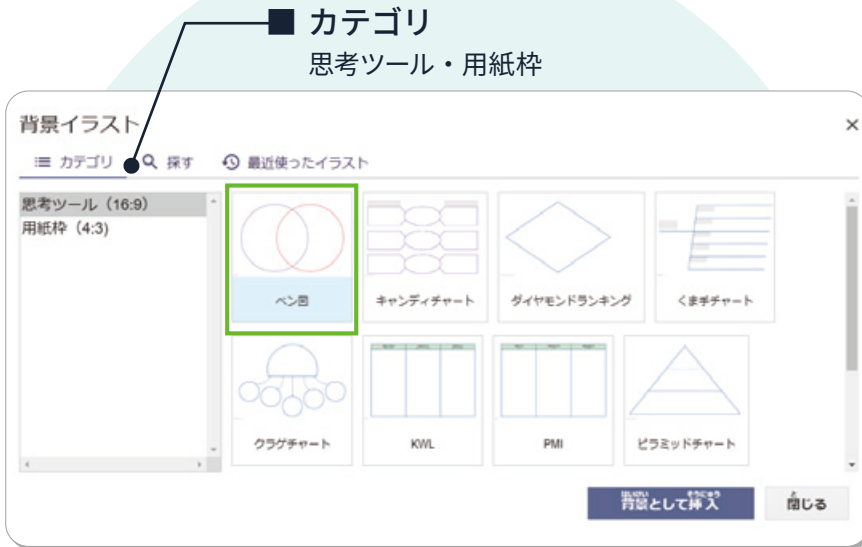 ■ カテゴリ
思考ツール・用紙枠
背景イラスト ×
カテゴリ 探す 最近使ったイラスト
思考ツール（16:9）
用紙枠（4:3）
ベン図 キャンディチャート ダイヤモンドランキング くま手チャート
クラゲチャート KWL PMI ピラミッドチャート
背景として挿入 閉じる